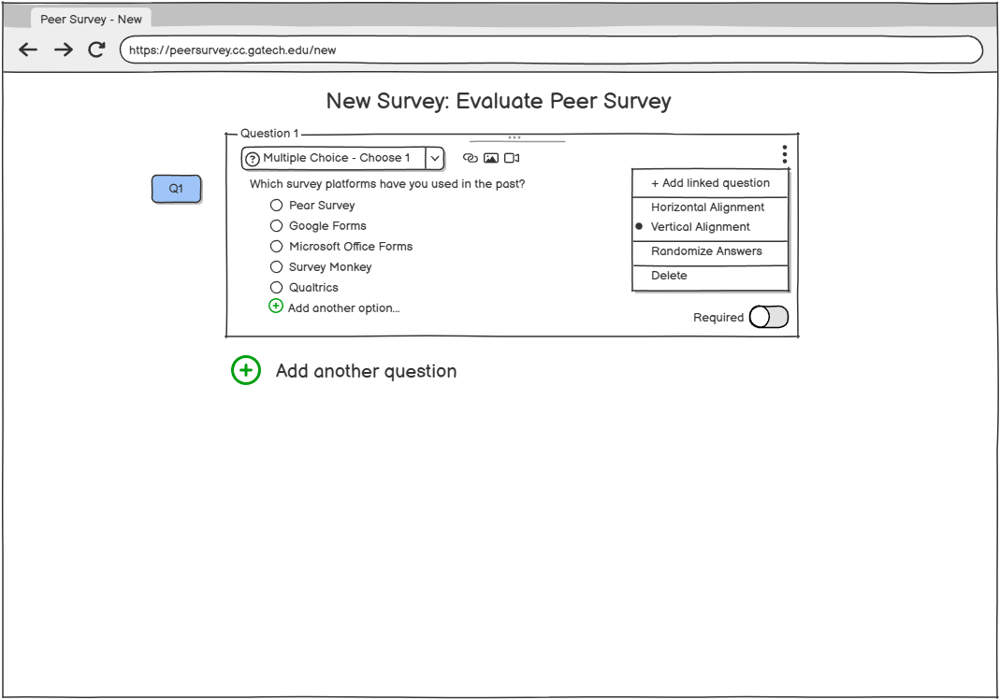 Peer Survey - New
https://peersurvey.cc.gatech.edu/new
New Survey: Evaluate Peer Survey
Question 1
? Multiple Choice - Choose 1
Q1
Which survey platforms have you used in the past?
Pear Survey
Google Forms
Microsoft Office Forms
Survey Monkey
Qualtrics
+ Add another option...
+ Add linked question
Horizontal Alignment
Vertical Alignment
Randomize Answers
Delete
Required
+ Add another question